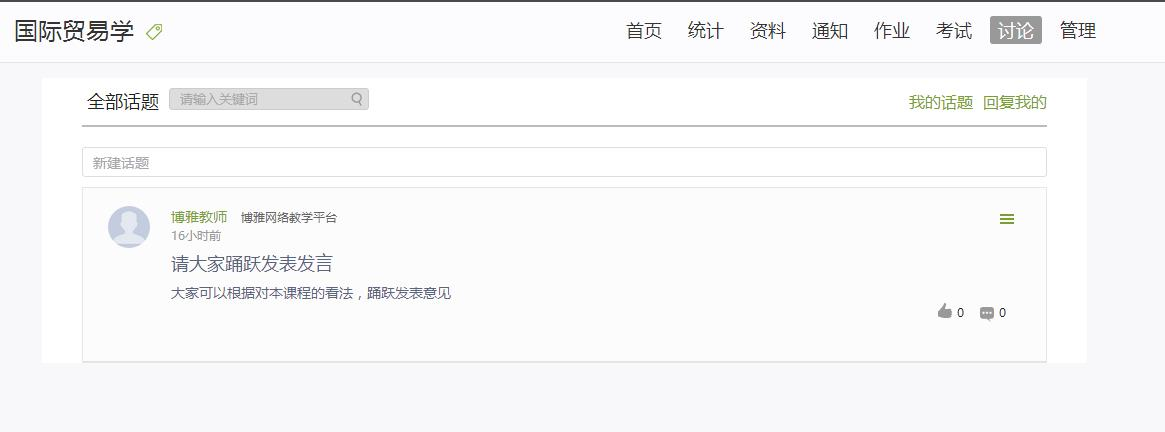 国际贸易学 首页 统计 资料 通知 作业 考试 讨论 管理
全部话题 请输入关键词 我的话题 回复我的
新建话题
博雅教师 博雅网络教学平台
16小时前
请大家踊跃发表发言
大家可以根据对本课程的看法，踊跃发表意见
0 0